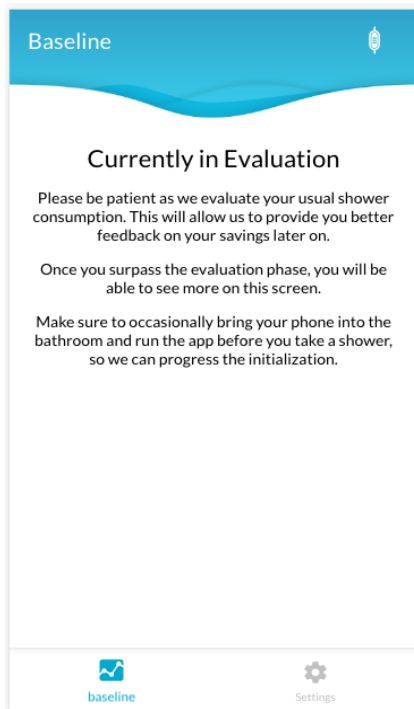 Baseline
Currently in Evaluation
Please be patient as we evaluate your usual shower
consumption. This will allow us to provide you better
feedback on your savings later on.
Once you surpass the evaluation phase, you will be
able to see more on this screen.
Make sure to occasionally bring your phone into the
bathroom and run the app before you take a shower,
so we can progress the initialization.
baseline
Settings